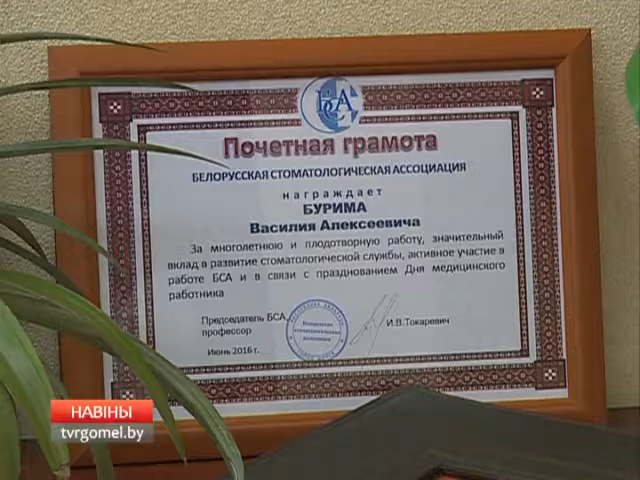 БСА
Почетная грамота
БЕЛОРУССКАЯ СТОМАТОЛОГИЧЕСКАЯ АССОЦИАЦИЯ
награждает
БУРИМА
Василия Алексеевича
За многолетнюю и плодотворную работу, значительный
вклад в развитие стоматологической службы, активное участие в
работе БСА и в связи с празднованием Дня медицинского
работника
Председатель БСА,
профессор
И.В.Токаревич
Июнь 2016 г.
НАВІНЫ
tvrgomel.by